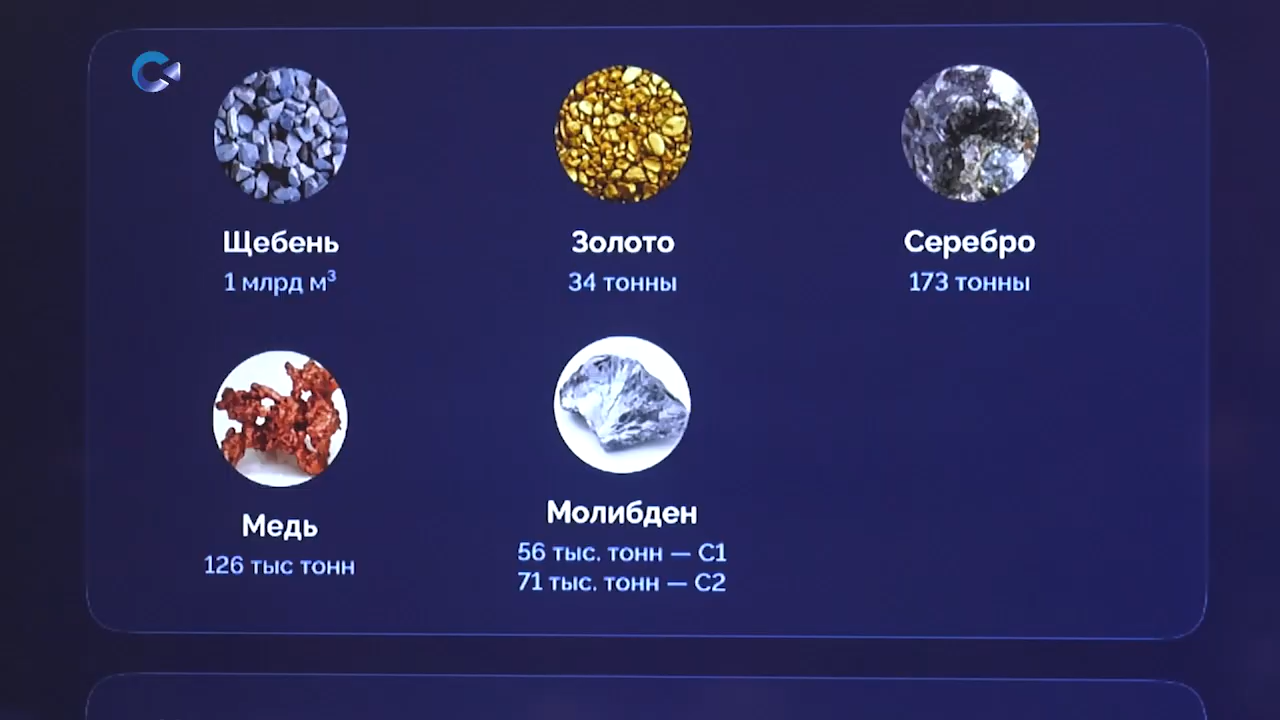 Щебень
1 млрд м³
Золото
34 тонны
Серебро
173 тонны
Медь
126 тыс тонн
Молибден
56 тыс. тонн — С1
71 тыс. тонн — С2